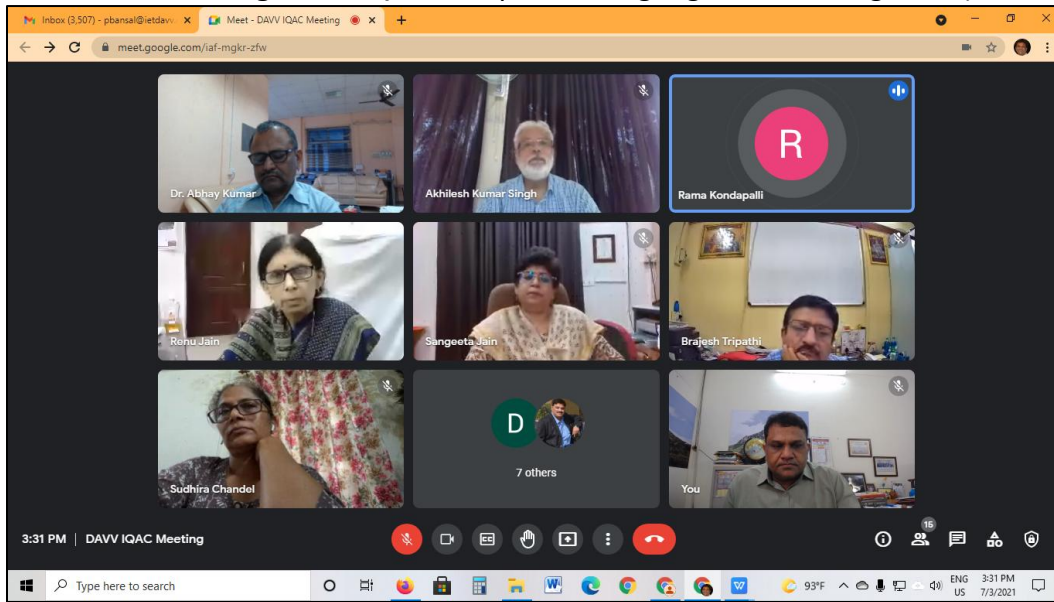 Inbox (3,507) - pbansal@ietdavv.
Meet - DAVV IQAC Meeting
meet.google.com/iaf-mgkr-zfw
Dr. Abhay Kumar
Akhilesh Kumar Singh
R
Rama Kondapalli
Renu Jain
Sangeeta Jain
Brajesh Tripathi
Sudhira Chandel
D
7 others
You
3:31 PM | DAVV IQAC Meeting
15
Type here to search
93°F
ENG
US
3:31 PM
7/3/2021